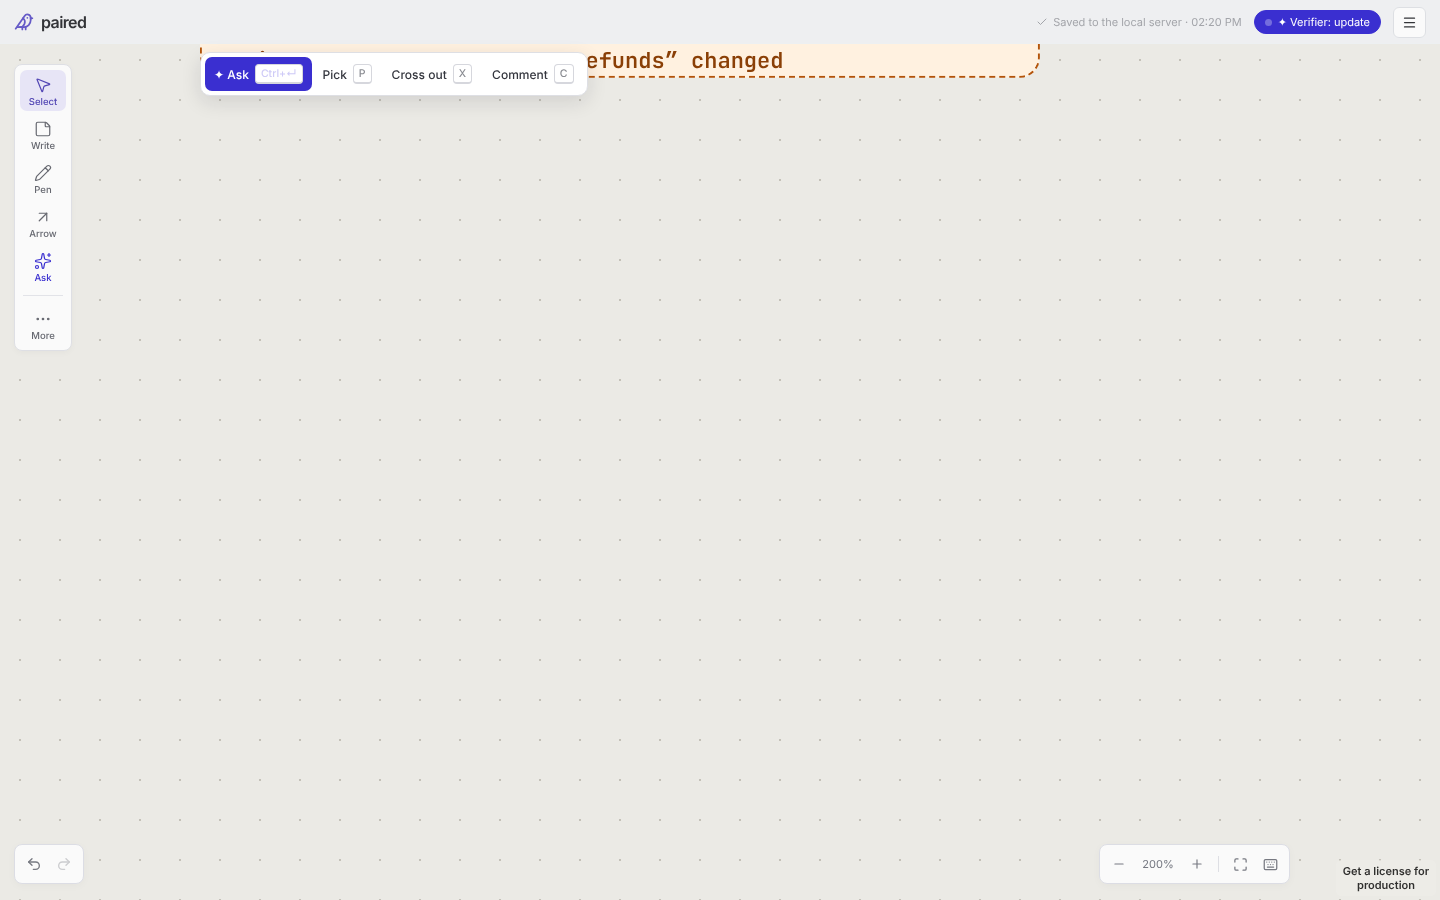 paired
Saved to the local server · 02:20 PM
✦ Verifier: update
efunds” changed
✦ Ask Ctrl+↵
Pick P
Cross out X
Comment C
Select
Write
Pen
Arrow
Ask
More
200%
Get a license for
production